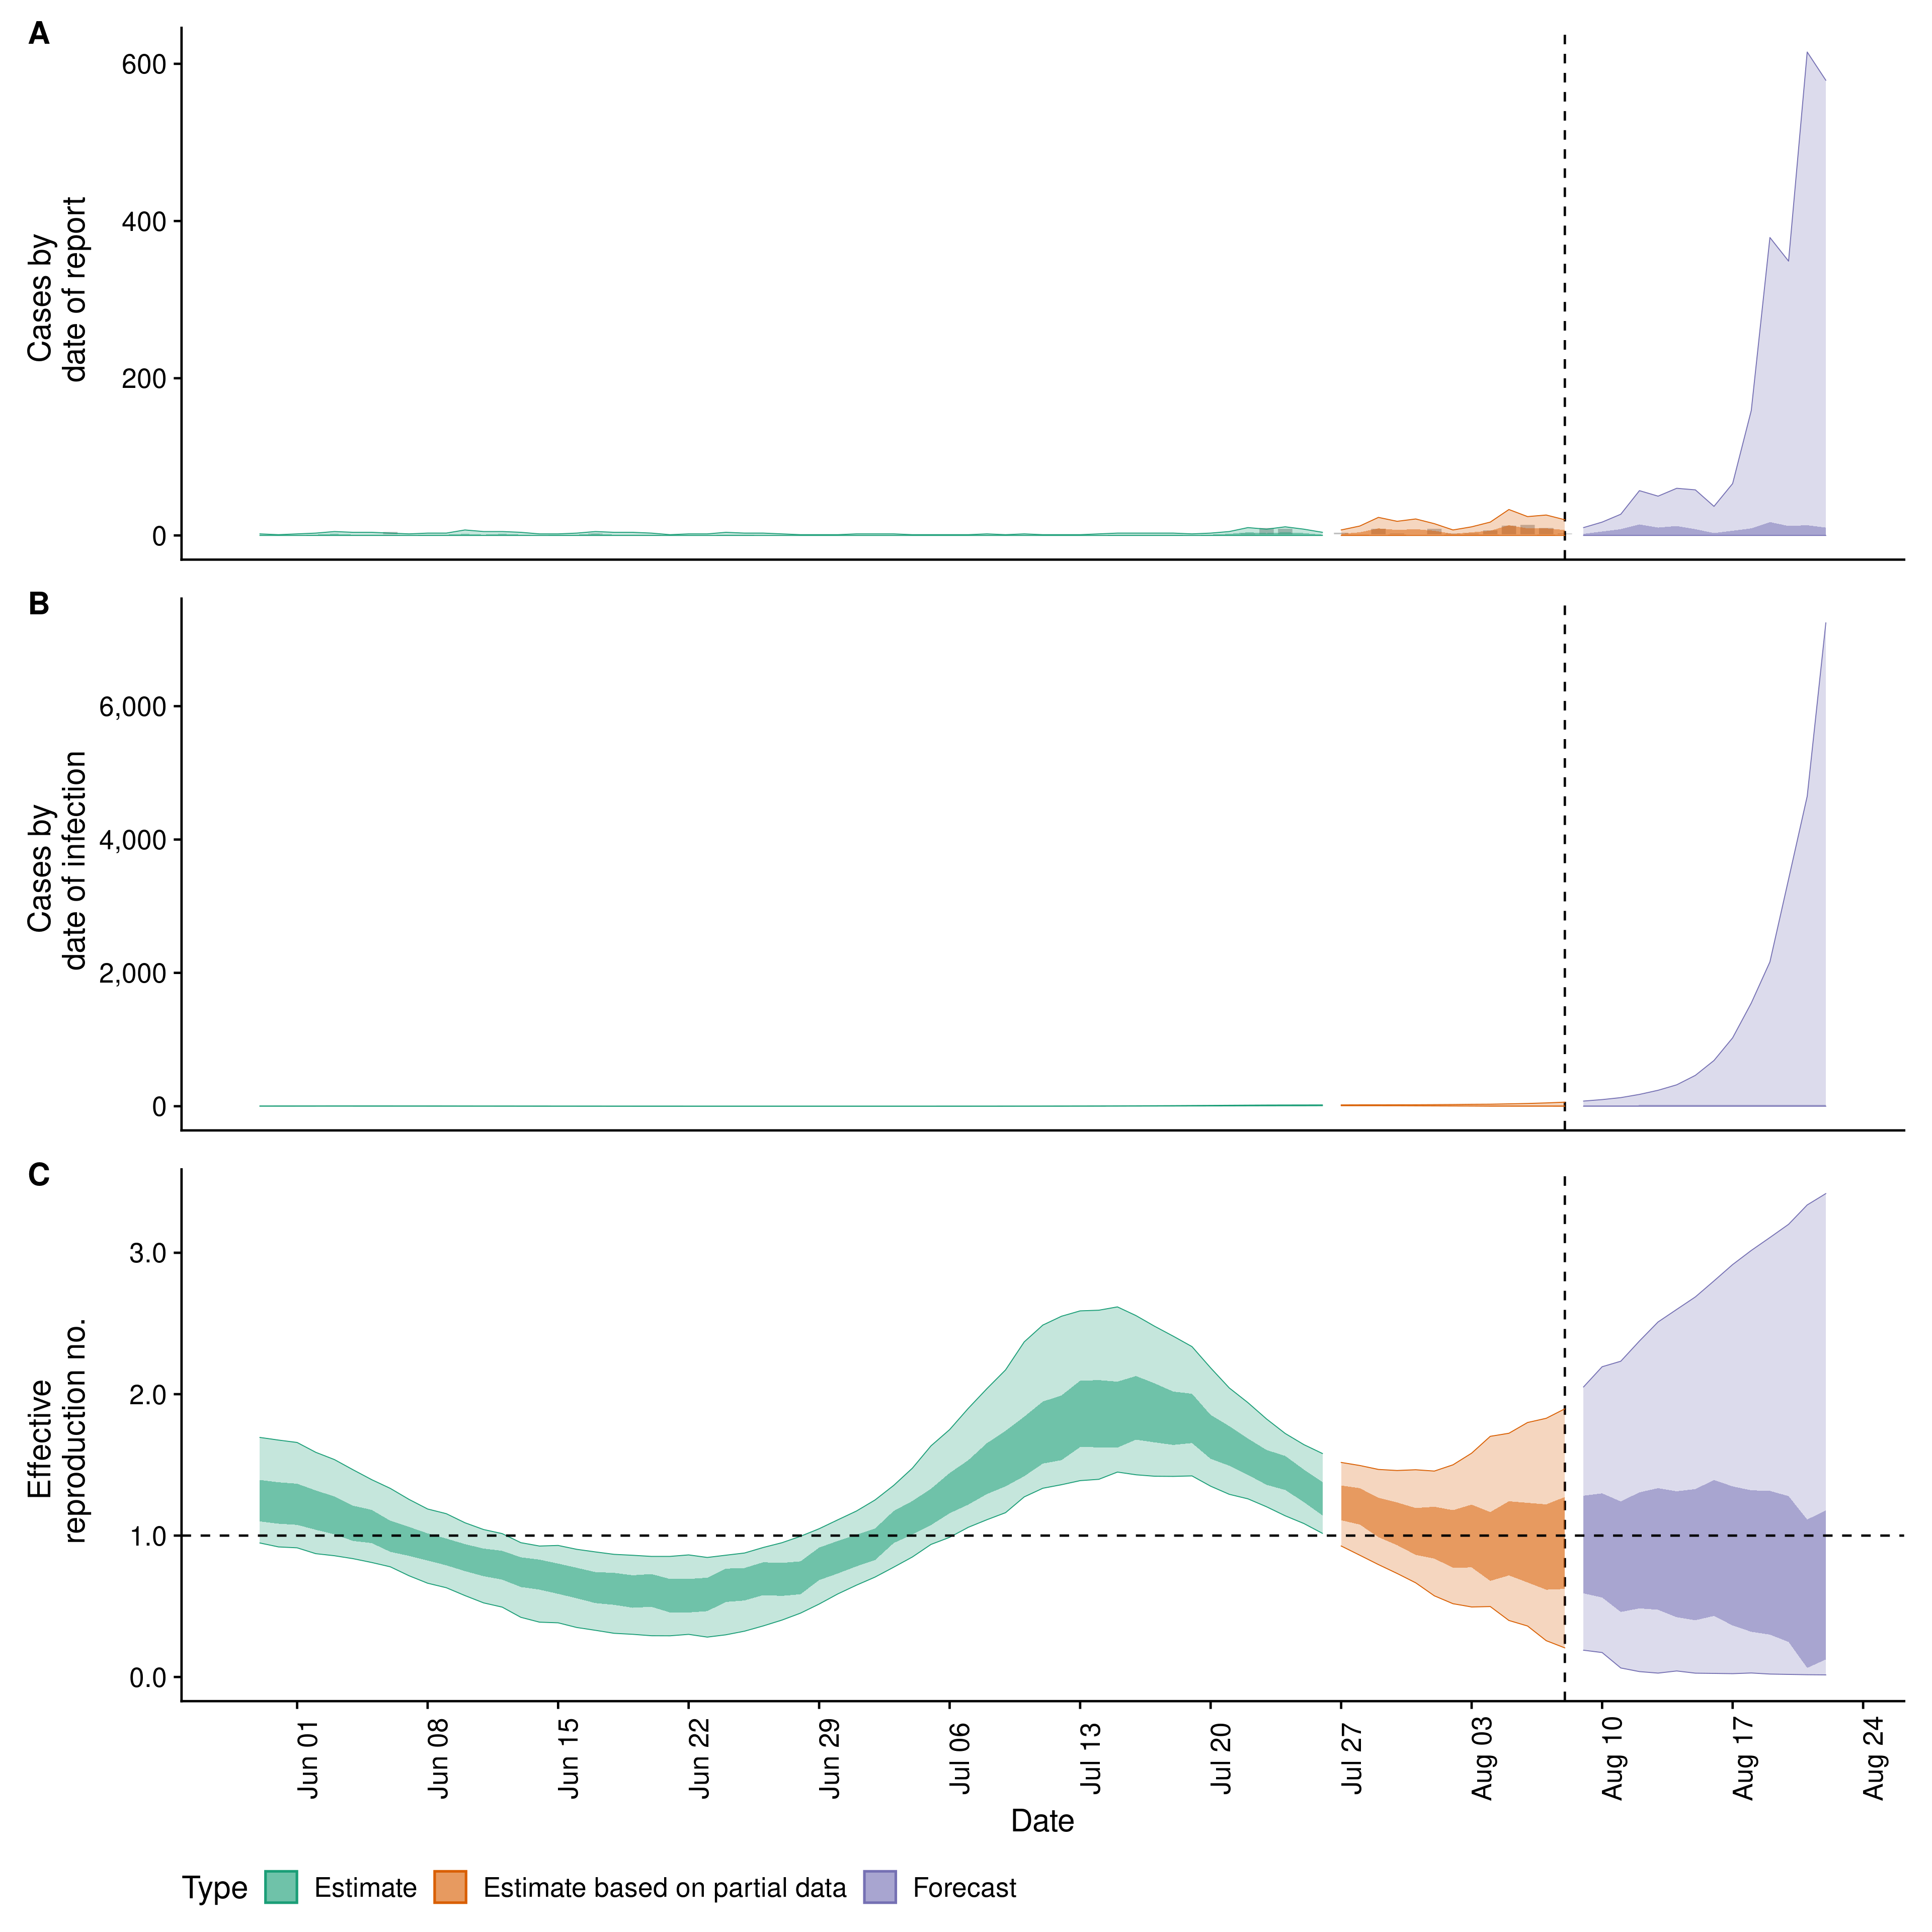 A
600
400
200
0
Cases by
date of report
B
6,000
4,000
2,000
0
Cases by
date of infection
C
3.0
2.0
1.0
0.0
Effective
reproduction no.
Jun 01
Jun 08
Jun 15
Jun 22
Jun 29
Jul 06
Jul 13
Jul 20
Jul 27
Aug 03
Aug 10
Aug 17
Aug 24
Date
Type Estimate Estimate based on partial data Forecast